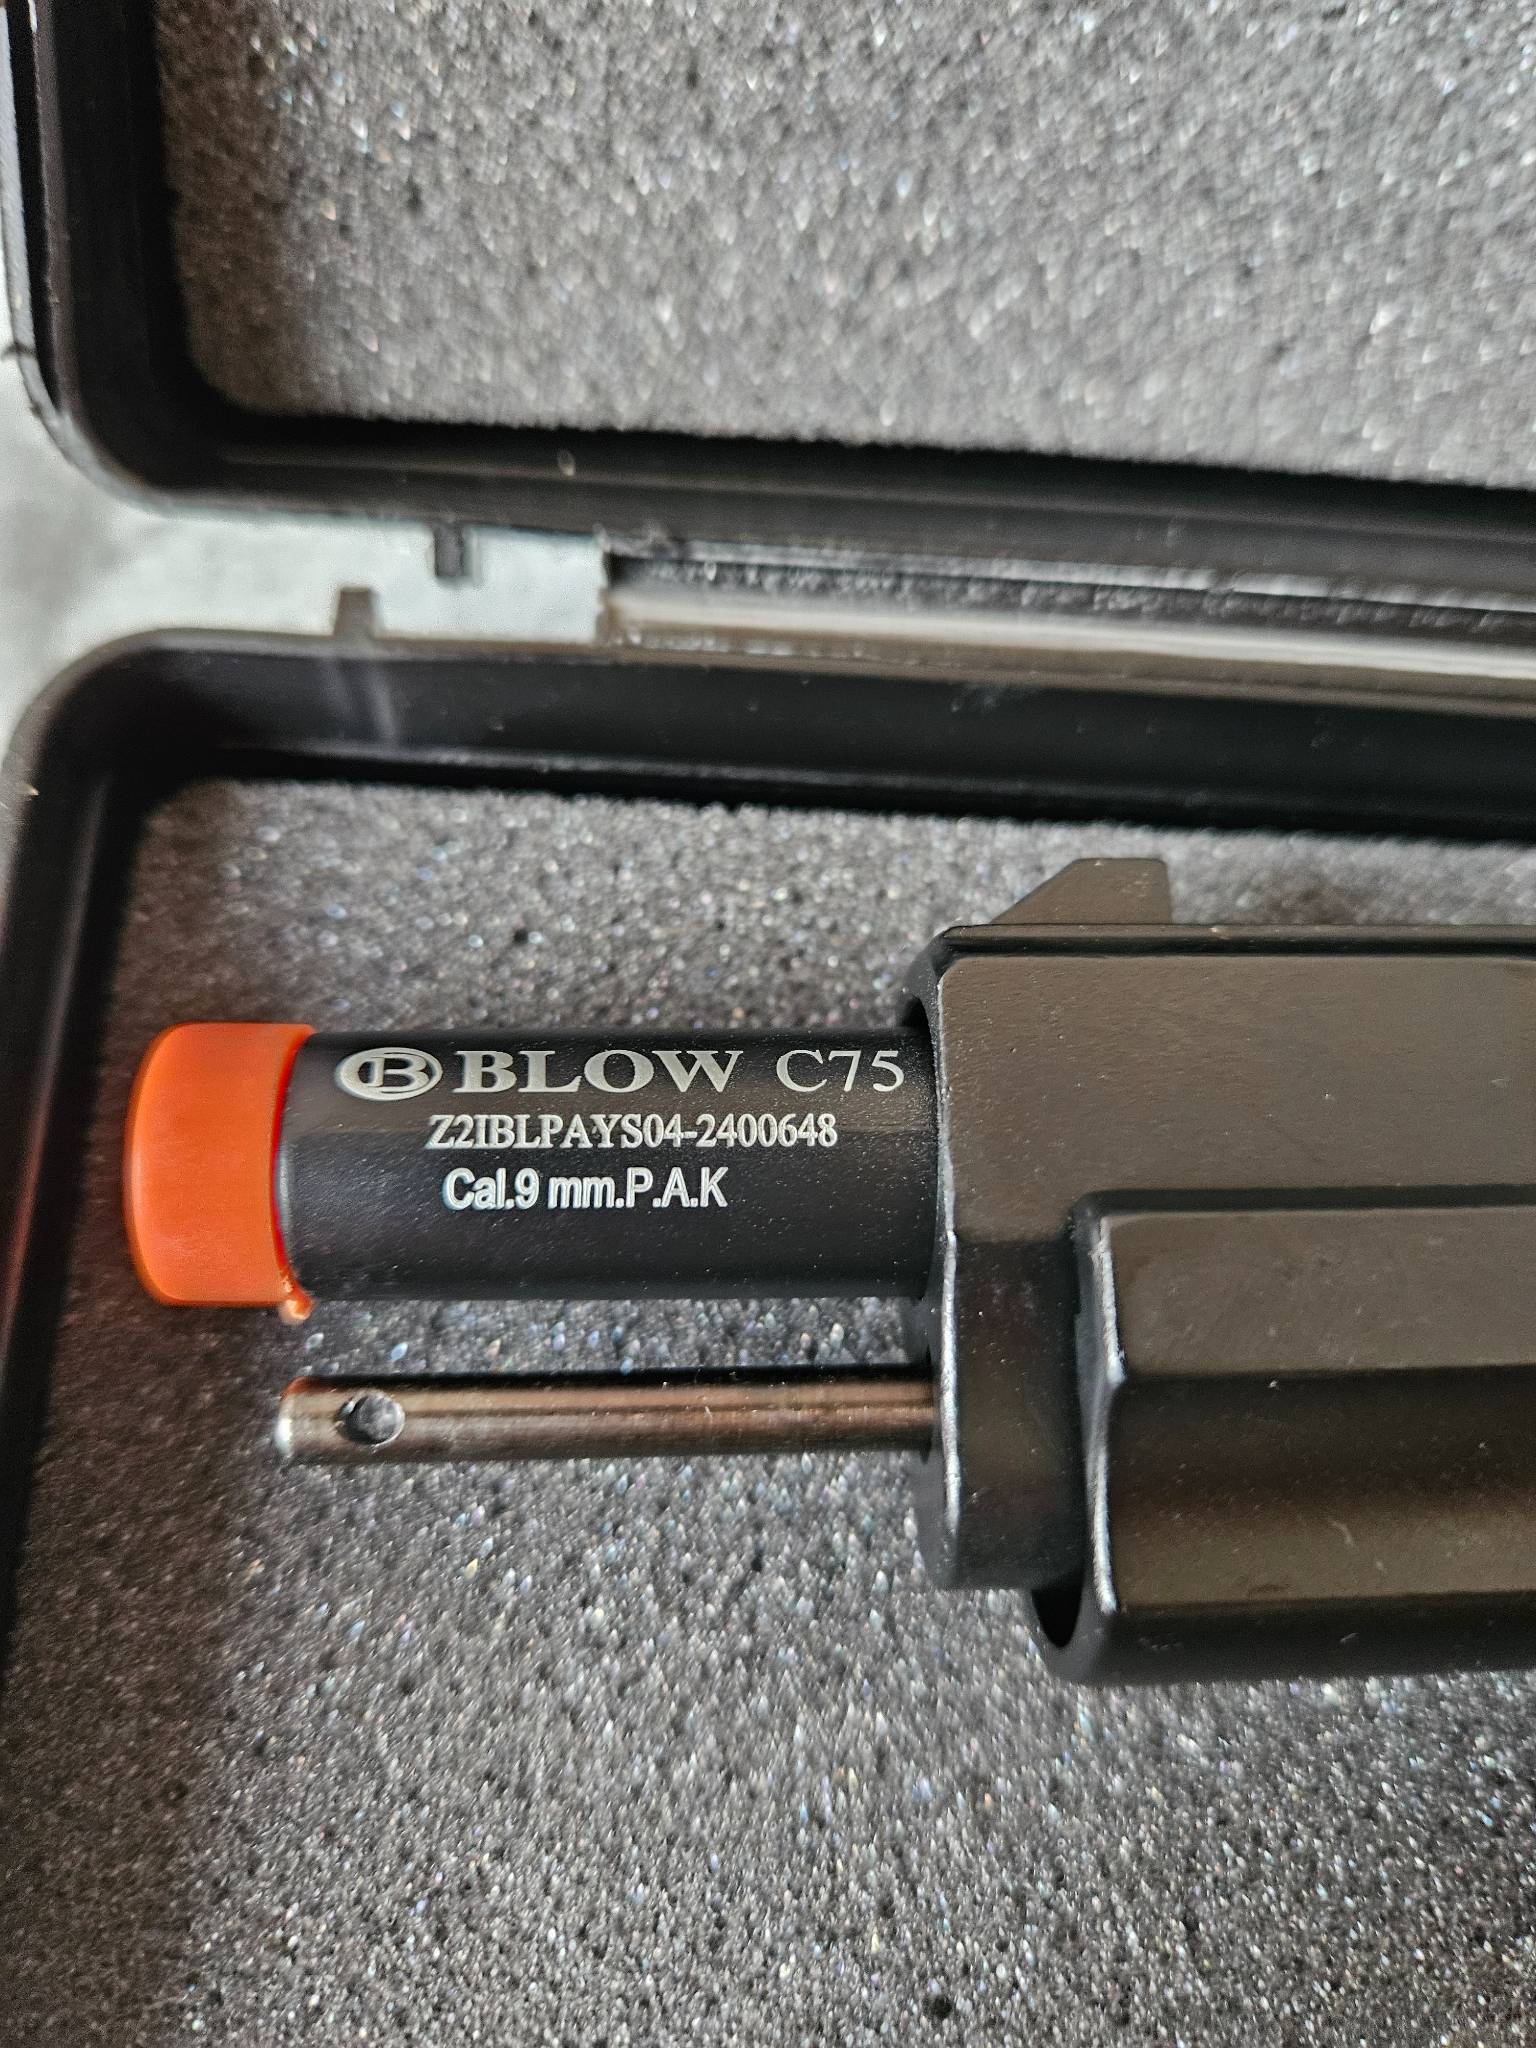 B BLOW C75
Z2IBLPAYS04-2400648
Cal.9 mm.P.A.K